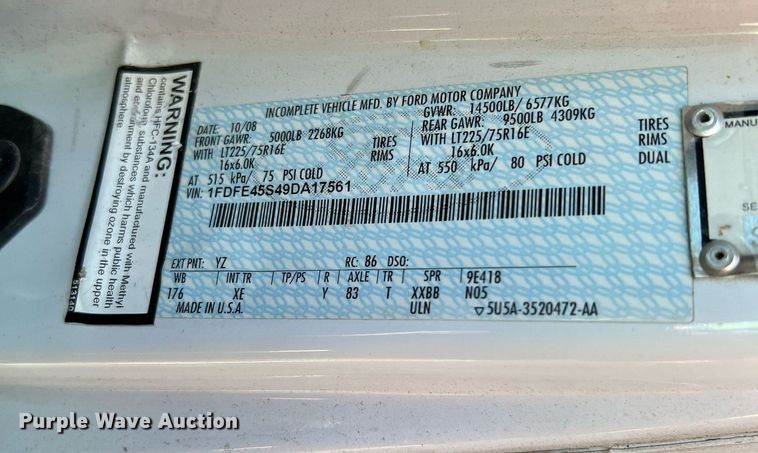 WARNING:
contains HFC-134A and manufactured with Methyl
Chloroform, substances which harms public health
and environment by destroying ozone in the upper
atmosphere
INCOMPLETE VEHICLE MFD. BY FORD MOTOR COMPANY
DATE: 10/08 GVWR: 14500LB/ 6577KG
FRONT GAWR: 5000LB 2268KG REAR GAWR: 9500LB 4309KG
WITH LT225/75R16E TIRES WITH LT225/75R16E TIRES
16x6.0K RIMS 16x6.0K RIMS
AT 515 kPa/ 75 PSI COLD AT 550 kPa/ 80 PSI COLD DUAL
VIN: 1FDFE45S49DA17561
EXT PNT: YZ RC: 86 DSO:
WB INT TR TP/PS R AXLE TR SPR 9E418
176 XE Y 83 T XXBB N05
MADE IN U.S.A. ULN ▽5U5A-3520472-AA
MANU
SE
Purple Wave Auction